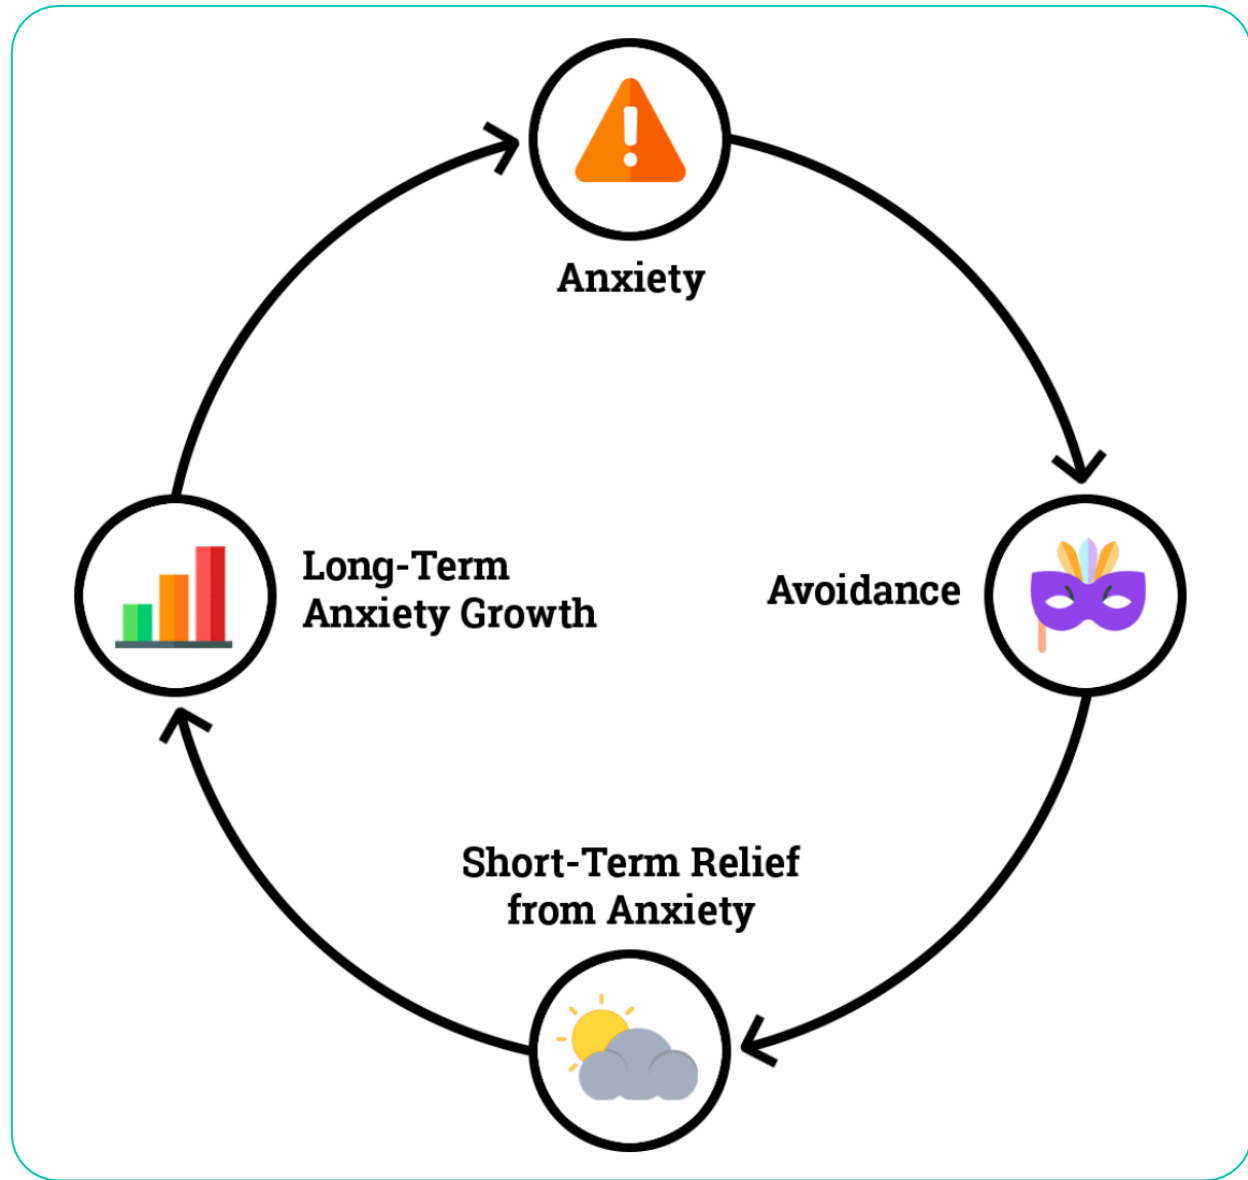 Anxiety
Avoidance
Short-Term Relief
from Anxiety
Long-Term
Anxiety Growth